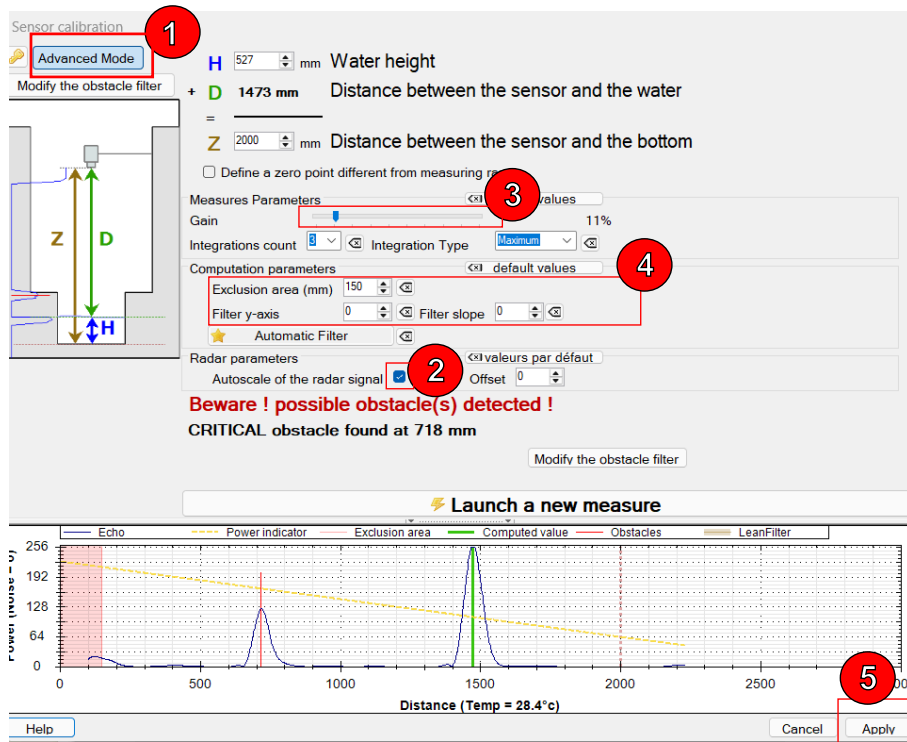 Sensor calibration
1
Advanced Mode
Modify the obstacle filter
H 527 mm Water height
+ D 1473 mm Distance between the sensor and the water
=
Z 2000 mm Distance between the sensor and the bottom
Define a zero point different from measuring
Measures Parameters values
3
Gain 11%
Integrations count 3 Integration Type Maximum
Computation parameters default values
4
Exclusion area (mm) 150
Filter y-axis 0 Filter slope 0
Automatic Filter
Radar parameters valeurs par défaut
Autoscale of the radar signal 2 Offset 0
Z D H
Beware ! possible obstacle(s) detected !
CRITICAL obstacle found at 718 mm
Modify the obstacle filter
Launch a new measure
Echo Power indicator Exclusion area Computed value Obstacles LeanFilter
Power (Noise = 0)
256
192
128
64
0
0 500 1000 1500 2000 2500
5
Distance (Temp = 28.4°c)
Help Cancel Apply